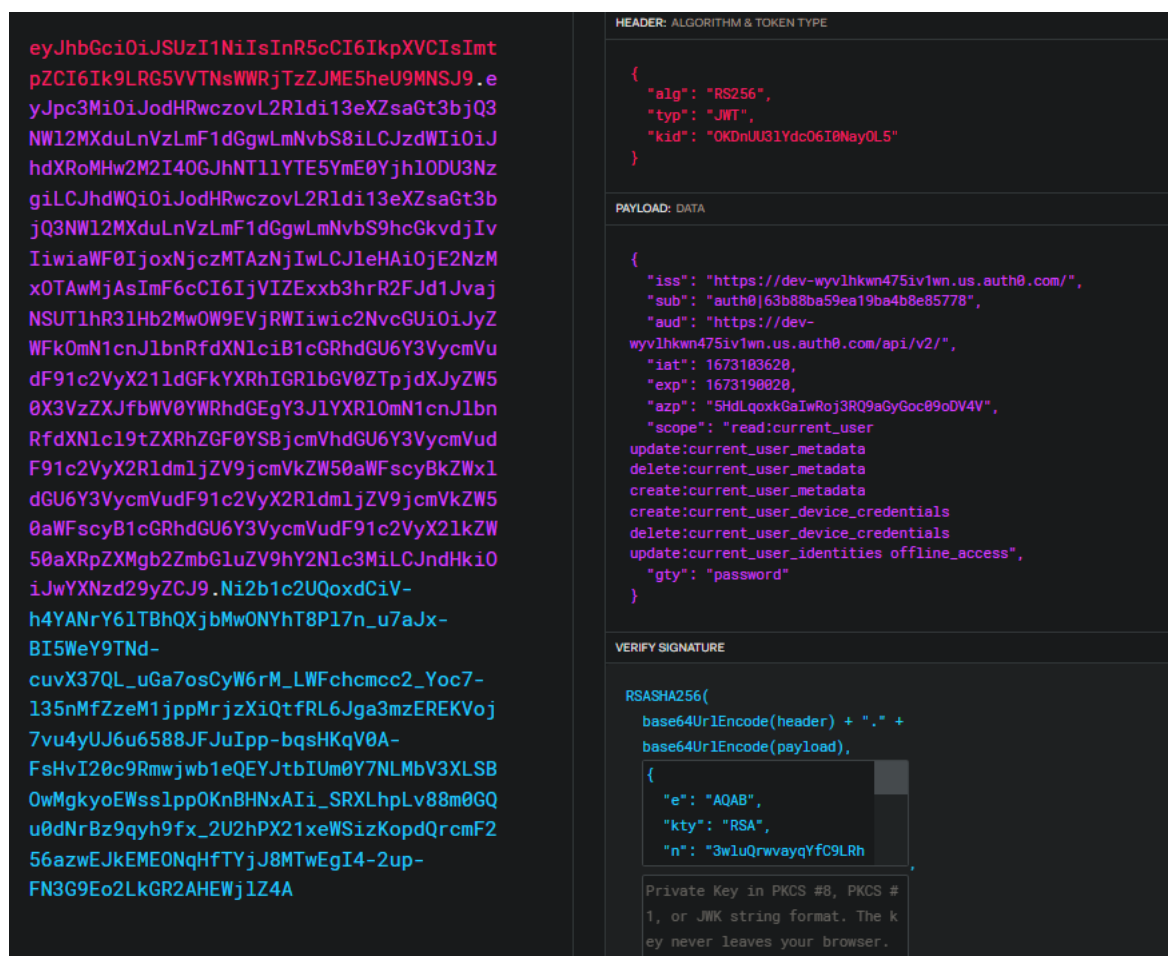 eyJhbGciOiJSUzI1NiIsInR5cCI6IkpXVCIsImt
pZCI6Ik9LRG5VVTNsWWRjTzZJME5heU9MNSJ9.e
yJpc3MiOiJodHRwczovL2Rldi13eXZsaGt3bjQ3
NWl2MXduLnVzLmF1dGgwLmNvbS8iLCJzdWIiOiJ
hdXRoMHw2M2I4OGJhNTllYTE5YmE0YjhlODU3Nz
giLCJhdWQiOiJodHRwczovL2Rldi13eXZsaGt3b
jQ3NWl2MXduLnVzLmF1dGgwLmNvbS9hcGkvdjIv
IiwiaWF0IjoxNjczMTAzNjIwLCJleHAiOjE2NzM
xOTAwMjAsImF6cCI6IjVIZExxb3hrR2FJd1Jvaj
NSUTlhR3lHb2MwOW9EVjRWIiwic2NvcGUiOiJyZ
WFkOmN1cnJlbnRfdXNlciB1cGRhdGU6Y3VycmVu
dF91c2VyX21ldGFkYXRhIGRlbGV0ZTpjdXJyZW5
0X3VzZXJfbWV0YWRhdGEgY3JlYXRlOmN1cnJlbn
RfdXNlcl9tZXRhZGF0YSBjcmVhdGU6Y3VycmVud
F91c2VyX2RldmljZV9jcmVkZW50aWFscyBkZWxl
dGU6Y3VycmVudF91c2VyX2RldmljZV9jcmVkZW5
0aWFscyB1cGRhdGU6Y3VycmVudF91c2VyX2lkZW
50aXRpZXMgb2ZmbGluZV9hY2Nlc3MiLCJndHkiO
iJwYXNzd29yZCJ9.Ni2b1c2UQoxdCiV-
h4YANrY6lTBhQXjbMwONYhT8Pl7n_u7aJx-
BI5WeY9TNd-
cuvX37QL_uGa7osCyW6rM_LWFchcmcc2_Yoc7-
l35nMfZzeM1jppMrjzXiQtfRL6Jga3mzEREKVoj
7vu4yUJ6u6588JFJuIpp-bqsHKqV0A-
FsHvI20c9Rmwjwb1eQEYJtbIUm0Y7NLMbV3XLSB
OwMgkyoEWsslppOKnBHNxAIi_SRXLhpLv88m0GQ
u0dNrBz9qyh9fx_2U2hPX21xeWSizKopdQrcmF2
56azwEJkEMEONqHfTYjJ8MTwEgI4-2up-
FN3G9Eo2LkGR2AHEWjlZ4A
HEADER: ALGORITHM & TOKEN TYPE
{
"alg": "RS256",
"typ": "JWT",
"kid": "OKDnUU3lYdcO6I0NayOL5"
}
PAYLOAD: DATA
{
"iss": "https://dev-wyvlhkwn475iv1wn.us.auth0.com/",
"sub": "auth0|63b88ba59ea19ba4b8e85778",
"aud": "https://dev-
wyvlhkwn475iv1wn.us.auth0.com/api/v2/",
"iat": 1673103620,
"exp": 1673190020,
"azp": "5HdLqoxkGaIwRoj3RQ9aGyGoc09oDV4V",
"scope": "read:current_user
update:current_user_metadata
delete:current_user_metadata
create:current_user_metadata
create:current_user_device_credentials
delete:current_user_device_credentials
update:current_user_identities offline_access",
"gty": "password"
}
VERIFY SIGNATURE
RSASHA256(
base64UrlEncode(header) + "." +
base64UrlEncode(payload),
{
"e": "AQAB",
"kty": "RSA",
"n": "3wluQrwvayqYfC9LRh
,
Private Key in PKCS #8, PKCS #
1, or JWK string format. The k
ey never leaves your browser.